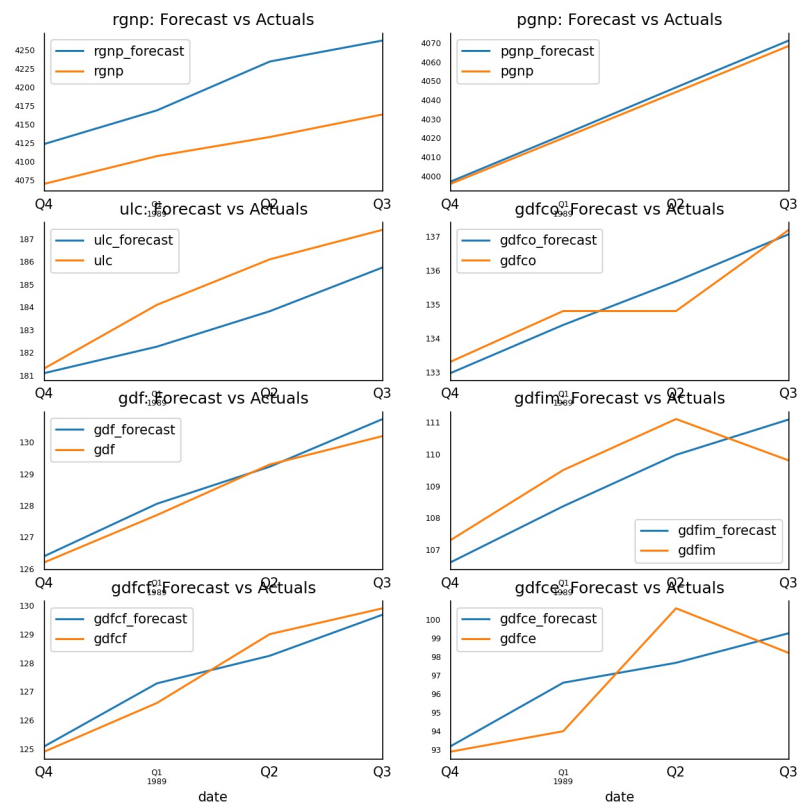 rgnp: Forecast vs Actuals
4250
4225
4200
4175
4150
4125
4100
4075
rgnp_forecast
rgnp
Q4
Q1
1989
Q2
Q3
pgnp: Forecast vs Actuals
4070
4060
4050
4040
4030
4020
4010
4000
pgnp_forecast
pgnp
Q4
Q1
1989
Q2
Q3
ulc: Forecast vs Actuals
187
186
185
184
183
182
181
ulc_forecast
ulc
Q4
Q1
1989
Q2
Q3
gdfco: Forecast vs Actuals
137
136
135
134
133
gdfco_forecast
gdfco
Q4
Q1
1989
Q2
Q3
gdf: Forecast vs Actuals
130
129
128
127
126
gdf_forecast
gdf
Q4
Q1
1989
Q2
Q3
gdfim: Forecast vs Actuals
111
110
109
108
107
gdfim_forecast
gdfim
Q4
Q1
1989
Q2
Q3
gdfcf: Forecast vs Actuals
130
129
128
127
126
125
gdfcf_forecast
gdfcf
Q4
Q1
1989
Q2
Q3
date
gdfce: Forecast vs Actuals
100
99
98
97
96
95
94
93
gdfce_forecast
gdfce
Q4
Q1
1989
Q2
Q3
date